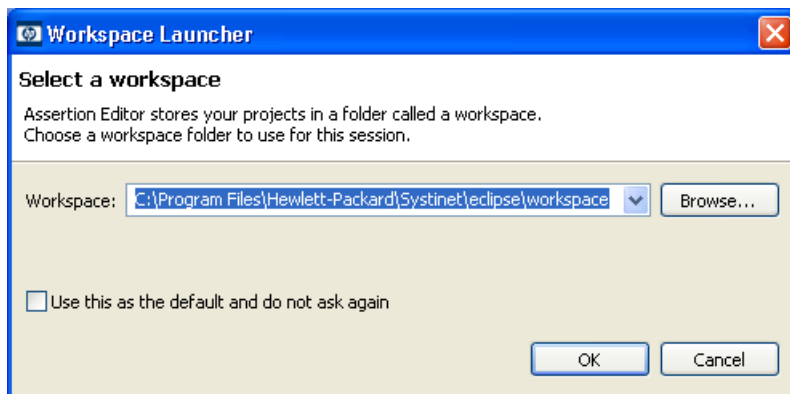 Workspace Launcher
Select a workspace
Assertion Editor stores your projects in a folder called a workspace.
Choose a workspace folder to use for this session.
Workspace: C:\Program Files\Hewlett-Packard\Systinet\eclipse\workspace Browse...
Use this as the default and do not ask again
OK Cancel